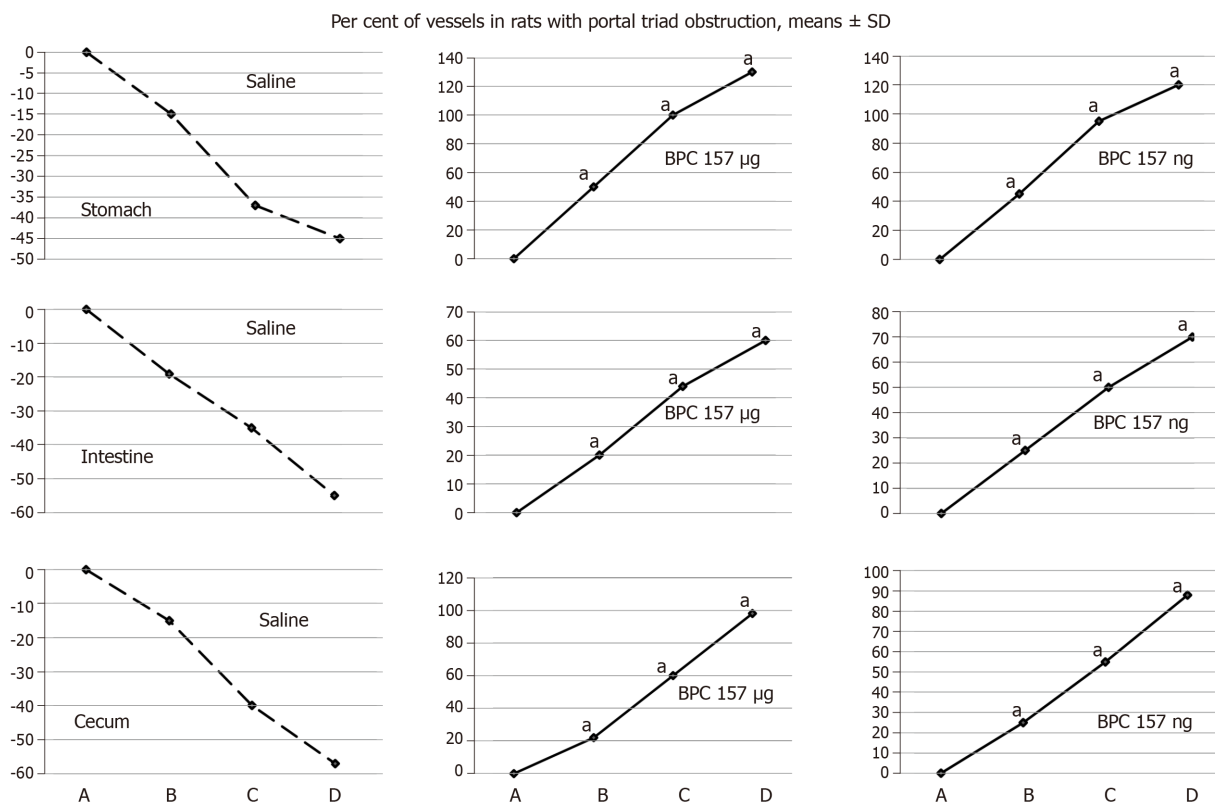 Per cent of vessels in rats with portal triad obstruction, means ± SD
0
-5
-10
-15
-20
-25
-30
-35
-40
-45
-50
Saline
Stomach
140
120
100
80
60
40
20
0
a
a
a
BPC 157 µg
140
120
100
80
60
40
20
0
a
a
a
BPC 157 ng
0
-10
-20
-30
-40
-50
-60
Saline
Intestine
70
60
50
40
30
20
10
0
a
a
a
BPC 157 µg
80
70
60
50
40
30
20
10
0
a
a
a
BPC 157 ng
0
-10
-20
-30
-40
-50
-60
Saline
Cecum
A B C D
120
100
80
60
40
20
0
a
a
a
BPC 157 µg
A B C D
100
90
80
70
60
50
40
30
20
10
0
a
a
a
BPC 157 ng
A B C D